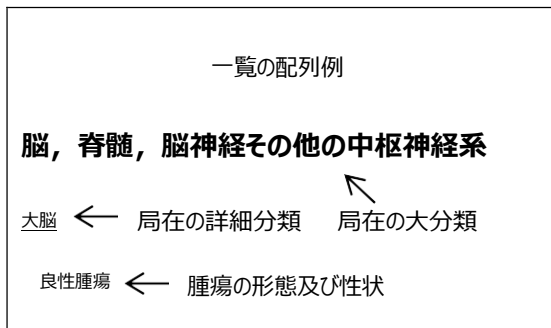 一覧の配列例
脳，脊髄，脳神経その他の中枢神経系
大脳 局在の詳細分類 局在の大分類
良性腫瘍 腫瘍の形態及び性状